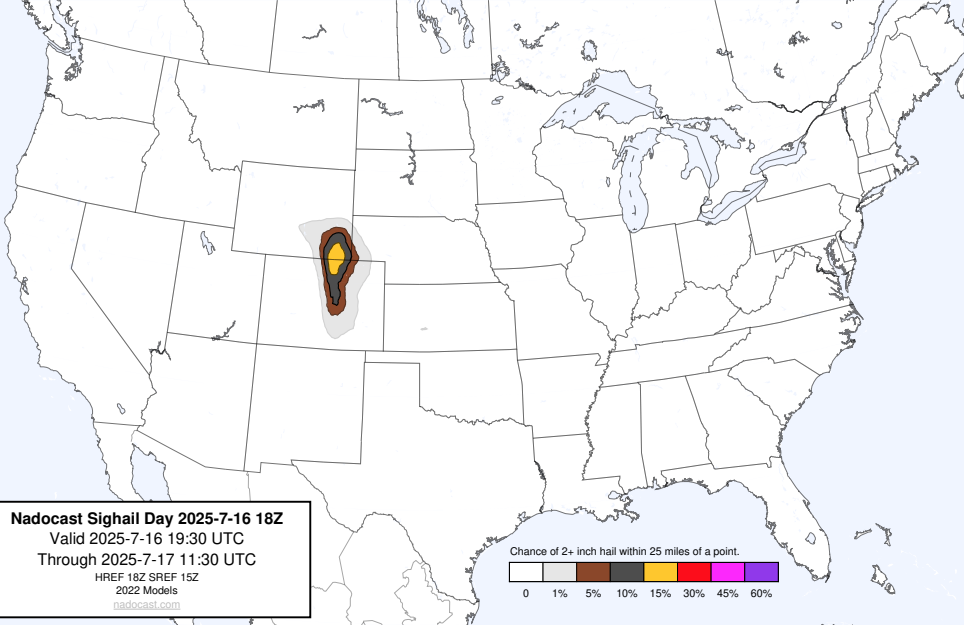 Nadocast Sighail Day 2025-7-16 18Z
Valid 2025-7-16 19:30 UTC
Through 2025-7-17 11:30 UTC
HREF 18Z SREF 15Z
2022 Models
nadocast.com
Chance of 2+ inch hail within 25 miles of a point.
0 1% 5% 10% 15% 30% 45% 60%